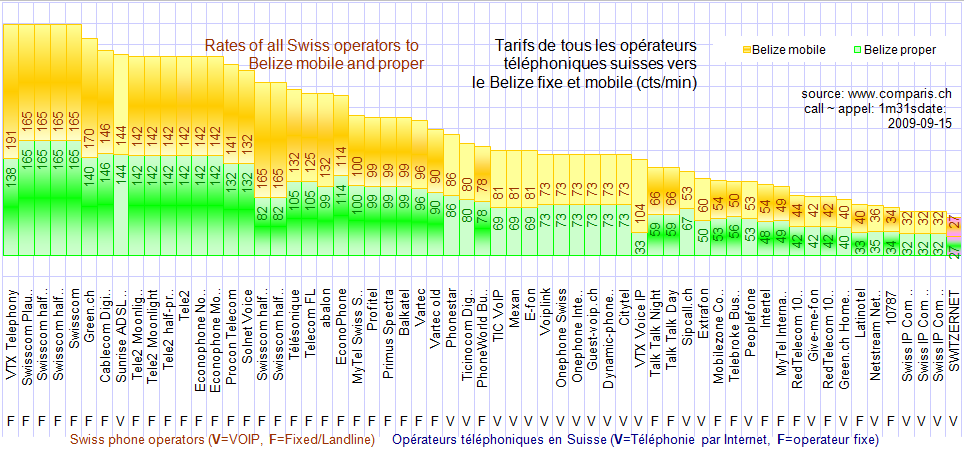 Rates of all Swiss operators to
Belize mobile and proper
Tarifs de tous les opérateurs
téléphoniques suisses vers
le Belize fixe et mobile (cts/min)
Belize mobile
Belize proper
source: www.comparis.ch
call ~ appel: 1m31sdate:
2009-09-15
191 165 165 165 165 170 146 144 142 142 142 142 142 142 141 132 165 165 132 125 132 114 100 99 99 99 96 90 86 80 78 81 81 81 73 73 73 73 73 73 104 66 66 53 60 54 50 53 54 49 44 42 42 40 40 36 34 32 32 32 27
138 165 165 165 165 140 146 144 142 142 142 142 142 142 132 132 82 82 105 105 99 114 100 99 99 99 96 90 86 80 78 69 69 69 73 73 73 73 73 73 33 59 59 67 50 53 56 53 48 49 42 42 42 40 33 35 34 32 32 32 27
VTX Telephony
Swisscom Plau...
Swisscom half...
Swisscom half...
Swisscom
Green.ch
Cablecom Digi...
Sunrise ADSL ...
Tele2 Moonlig...
Tele2 Moonlight
Tele2 half-pr...
Tele2
Econophone No...
Econophone Mo...
Procon Telecom
Solnet Voice
Swisscom half...
Swisscom half...
Télésonique
Telecom FL
abalon
EconoPhone
MyTel Swiss S...
Profitel
Primus Spectra
Balkatel
Vartec
Vartec old
Phonestar
Ticinocom Digi...
PhoneWorld Bu...
TIC VoIP
Mexan
E-fon
Voiplink
Onephone Swiss
Onephone Inte...
Guest-voip.ch
Dynamic-phone
Citytel
VTX Voice IP
Talk Talk Night
Talk Talk Day
Sipcall.ch
Extrafon
Mobilezone Co...
Telebroke Bus...
Peoplefone
Intertel
MyTel Interna...
RedTelecom 10...
Give-me-fon
RedTelecom 10...
Green.ch Home...
Latinotel
Netstream Net...
10787
Swiss IP Com...
Swiss IP Com...
Swiss IP Com...
SWITZERNET
F F F F F F F V F F F F F F F F F F F F F F F F F F F F V V F V V V V V V V V V V F F V V F F V F F F V F V F V F V V V V
Swiss phone operators (V=VOIP, F=Fixed/Landline)
Opérateurs téléphoniques en Suisse (V=Téléphonie par Internet, F=operateur fixe)